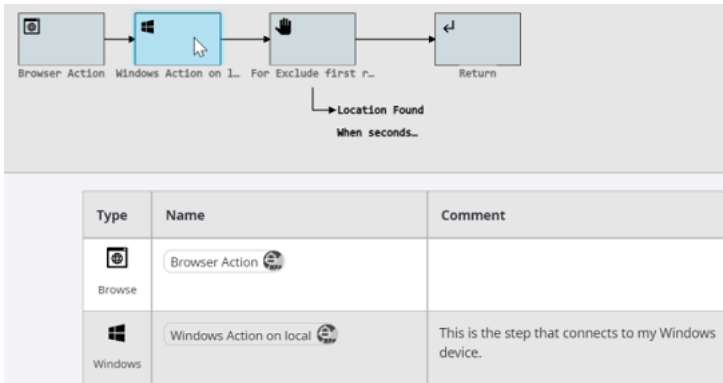 Browser Action Windows Action on l… For Exclude first r… Return
Location Found
When seconds…
Type Name Comment
Browser Action
Browse
Windows Action on local This is the step that connects to my Windows
device.
Windows